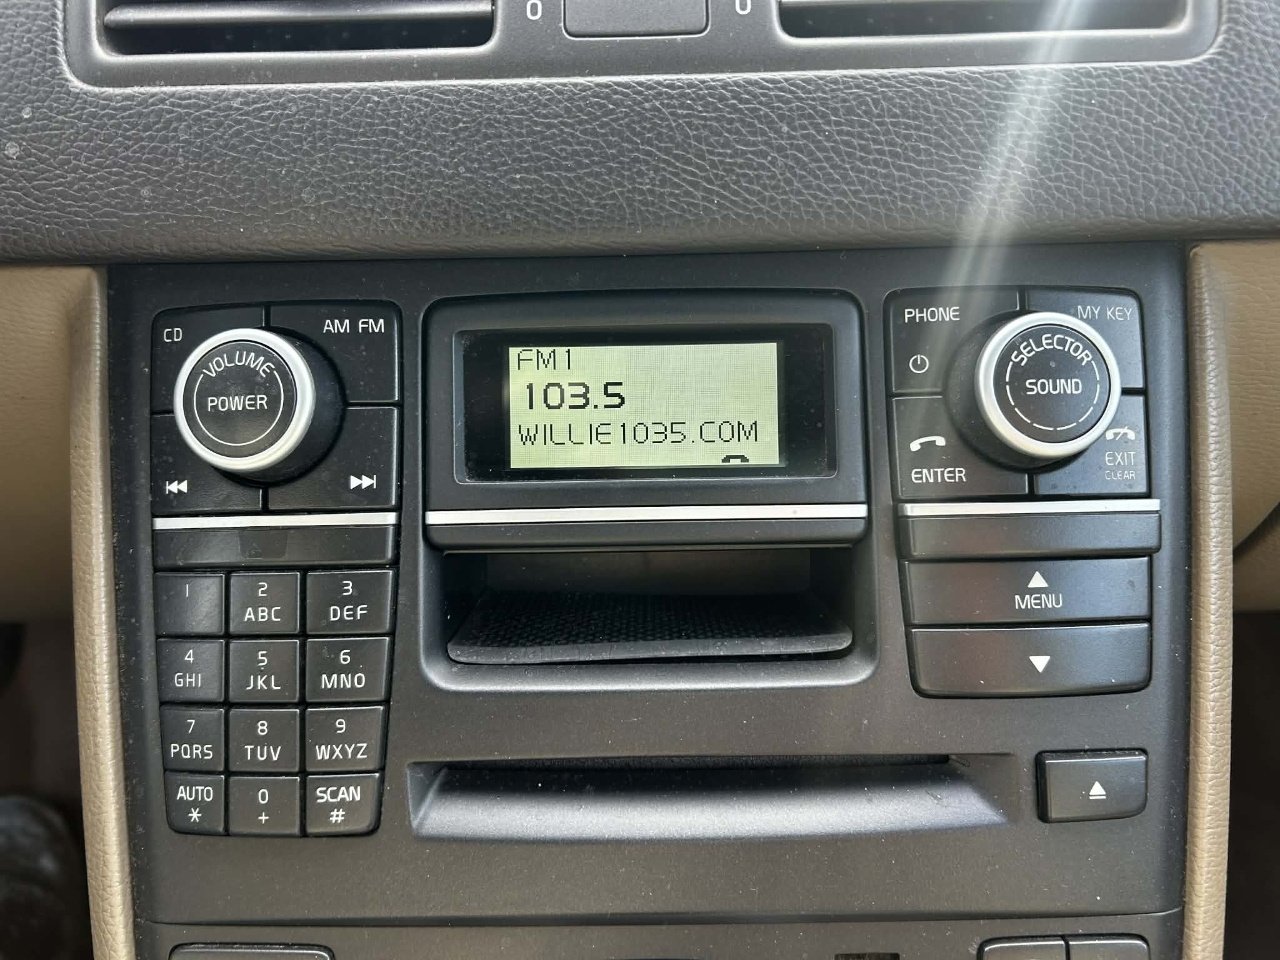 0
0
CD
AM FM
VOLUME
POWER
FM1
103.5
WILLIE1035.COM
PHONE
MY KEY
SELECTOR
SOUND
ENTER
EXIT
CLEAR
1
2
ABC
3
DEF
4
GHI
5
JKL
6
MNO
7
PQRS
8
TUV
9
WXYZ
AUTO
*
0
+
SCAN
#
MENU